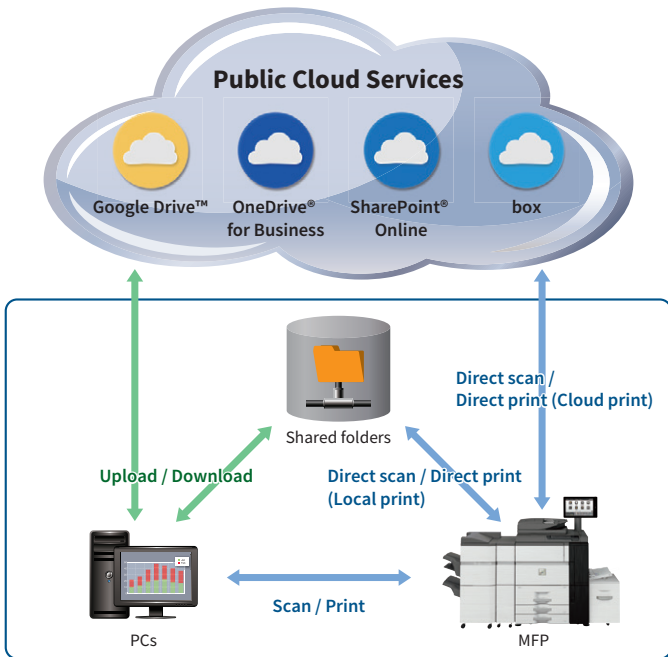 Public Cloud Services
Google Drive™
OneDrive®
for Business
SharePoint®
Online
box
Direct scan /
Direct print (Cloud print)
Shared folders
Upload / Download
Direct scan / Direct print
(Local print)
Scan / Print
PCs
MFP